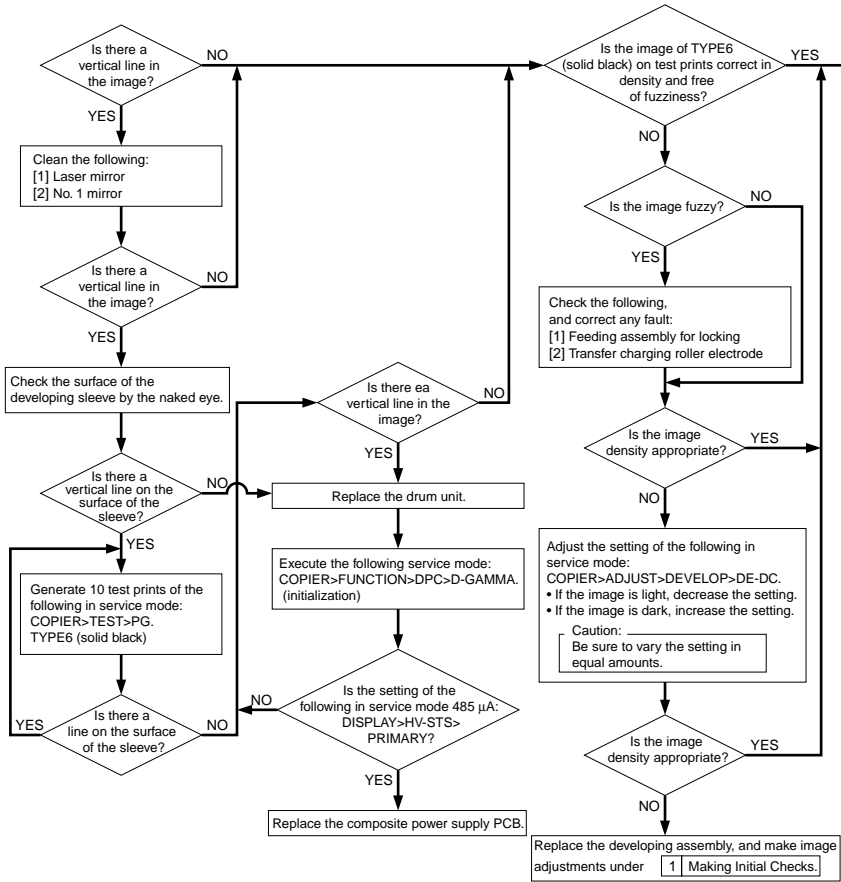 Is there a
vertical line in
the image?
NO
YES
Clean the following:
[1] Laser mirror
[2] No. 1 mirror
Is there a
vertical line in
the image?
NO
YES
Check the surface of the
developing sleeve by the naked eye.
Is there a
vertical line on the
surface of the
sleeve?
NO
YES
Generate 10 test prints of the
following in service mode:
COPIER>TEST>PG.
TYPE6 (solid black)
Is there a
line on the surface
of the sleeve?
YES
NO
Is there ea
vertical line in the
image?
NO
YES
Replace the drum unit.
Execute the following service mode:
COPIER>FUNCTION>DPC>D-GAMMA.
(initialization)
Is the setting of the
following in service mode 485 µA:
DISPLAY>HV-STS>
PRIMARY?
NO
YES
Replace the composite power supply PCB.
Is the image of TYPE6
(solid black) on test prints correct in
density and free
of fuzziness?
YES
NO
Is the image fuzzy?
NO
YES
Check the following,
and correct any fault:
[1] Feeding assembly for locking
[2] Transfer charging roller electrode
Is the image
density appropriate?
YES
NO
Adjust the setting of the following in
service mode:
COPIER>ADJUST>DEVELOP>DE-DC.
• If the image is light, decrease the setting.
• If the image is dark, increase the setting.
Caution:
Be sure to vary the setting in
equal amounts.
Is the image
density appropriate?
YES
NO
Replace the developing assembly, and make image
adjustments under 1 Making Initial Checks.